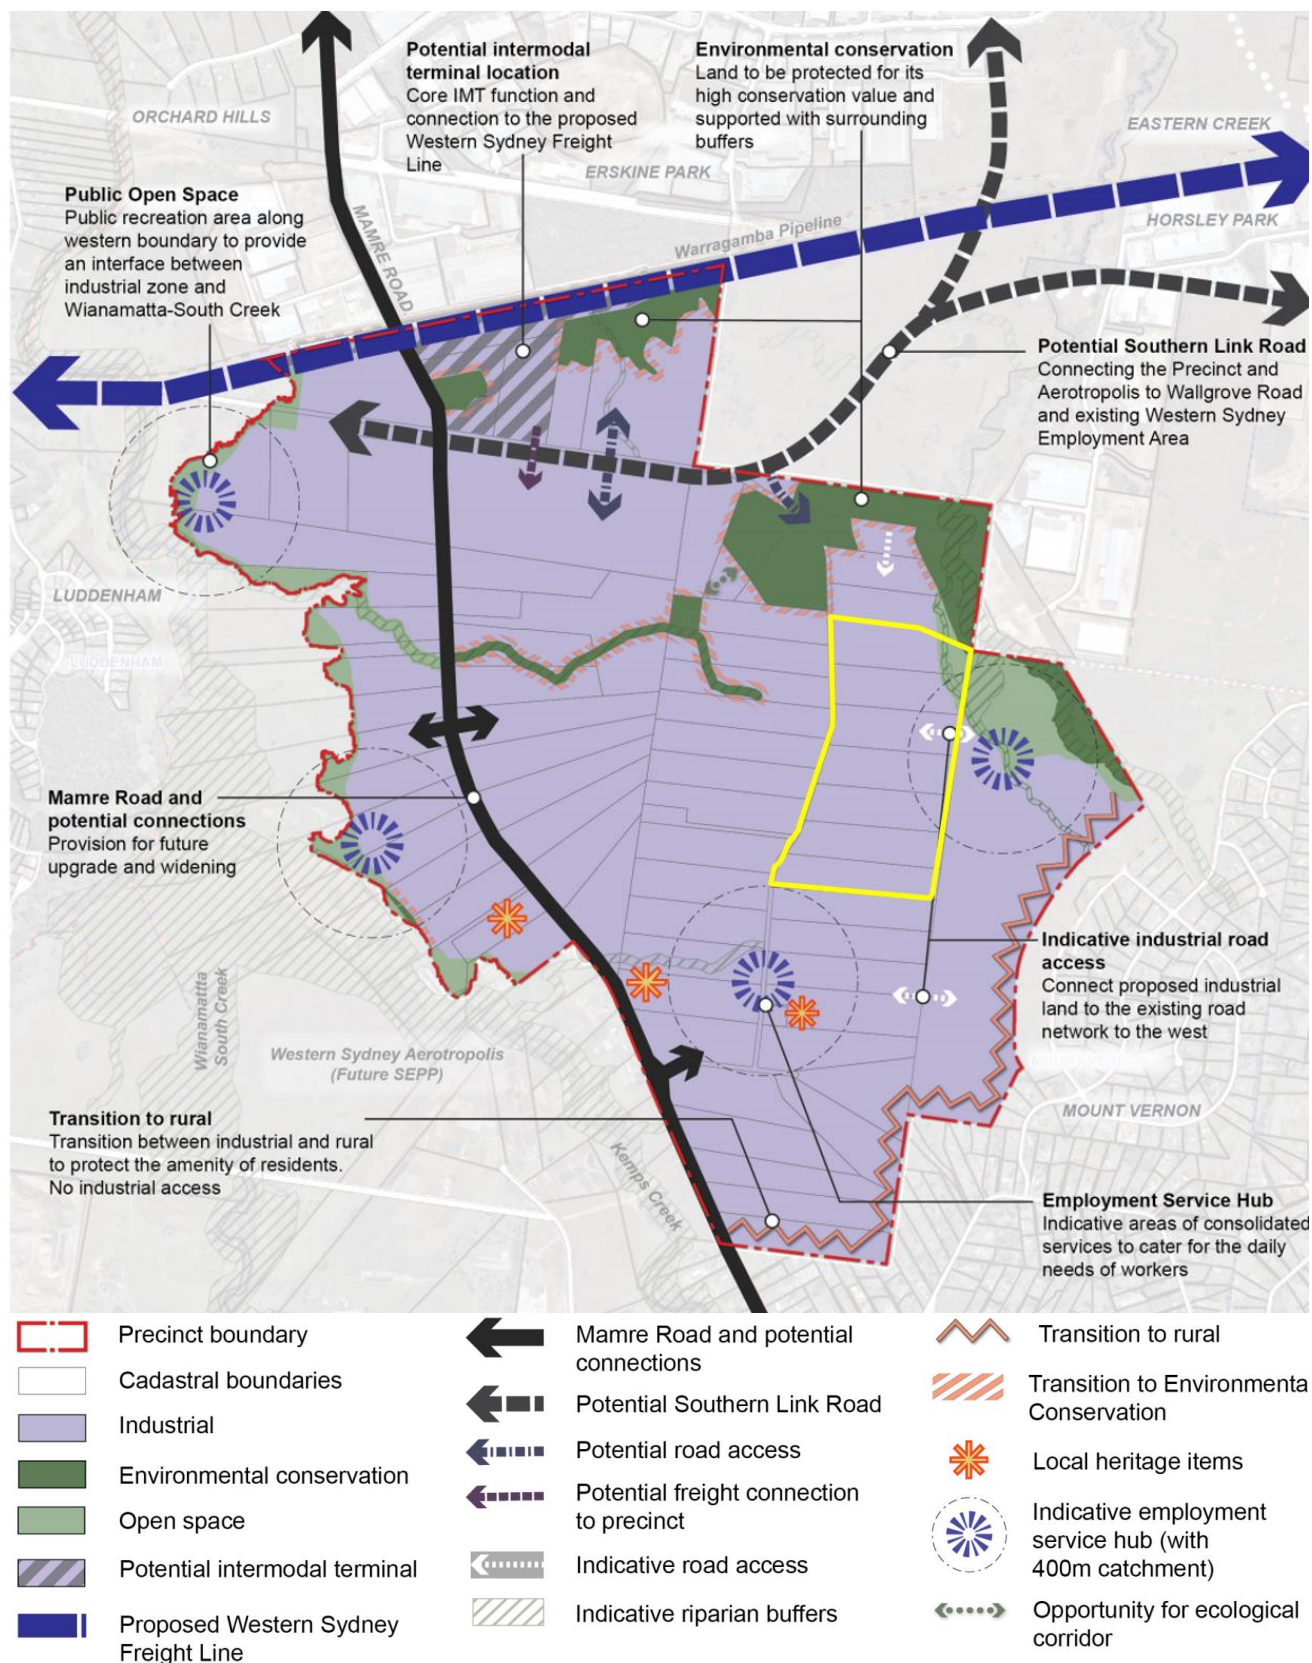 Potential intermodal
terminal location
Core IMT function and
connection to the proposed
Western Sydney Freight
Line
Environmental conservation
Land to be protected for its
high conservation value and
supported with surrounding
buffers
ORCHARD HILLS
EASTERN CREEK
ERSKINE PARK
Public Open Space
Public recreation area along
western boundary to provide
an interface between
industrial zone and
Wianamatta-South Creek
MAMRE ROAD
Warragamba Pipeline
HORSLEY PARK
Potential Southern Link Road
Connecting the Precinct and
Aerotropolis to Wallgrove Road
and existing Western Sydney
Employment Area
LUDDENHAM
LUDDENHAM
Mamre Road and
potential connections
Provision for future
upgrade and widening
Indicative industrial road
access
Connect proposed industrial
land to the existing road
network to the west
Wianamattta
South Creek
Western Sydney Aerotropolis
(Future SEPP)
MOUNT VERNON
Transition to rural
Transition between industrial and rural
to protect the amenity of residents.
No industrial access
Kemps Creek
Employment Service Hub
Indicative areas of consolidated
services to cater for the daily
needs of workers
Precinct boundary
Cadastral boundaries
Industrial
Environmental conservation
Open space
Potential intermodal terminal
Proposed Western Sydney
Freight Line
Mamre Road and potential
connections
Potential Southern Link Road
Potential road access
Potential freight connection
to precinct
Indicative road access
Indicative riparian buffers
Transition to rural
Transition to Environmenta
Conservation
Local heritage items
Indicative employment
service hub (with
400m catchment)
Opportunity for ecological
corridor